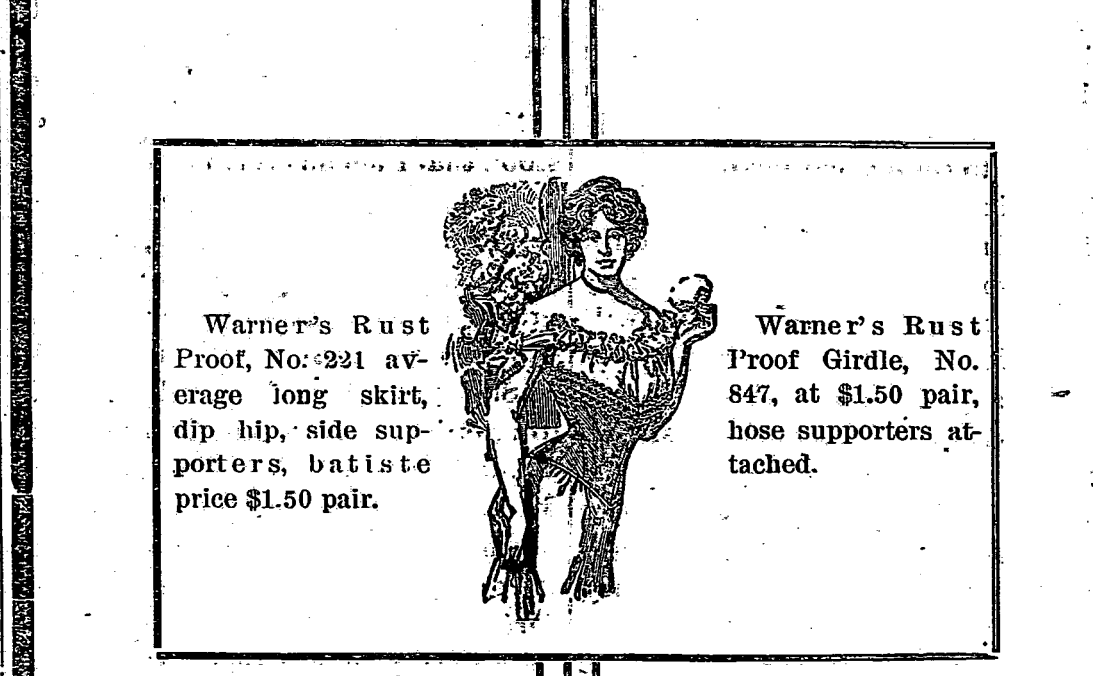 Warner's Rust
Proof, No. 221 av-
erage long skirt,
dip hip, side sup-
porters, batiste
price $1.50 pair.
Warner's Rust
Proof Girdle, No.
847, at $1.50 pair,
hose supporters at-
tached.